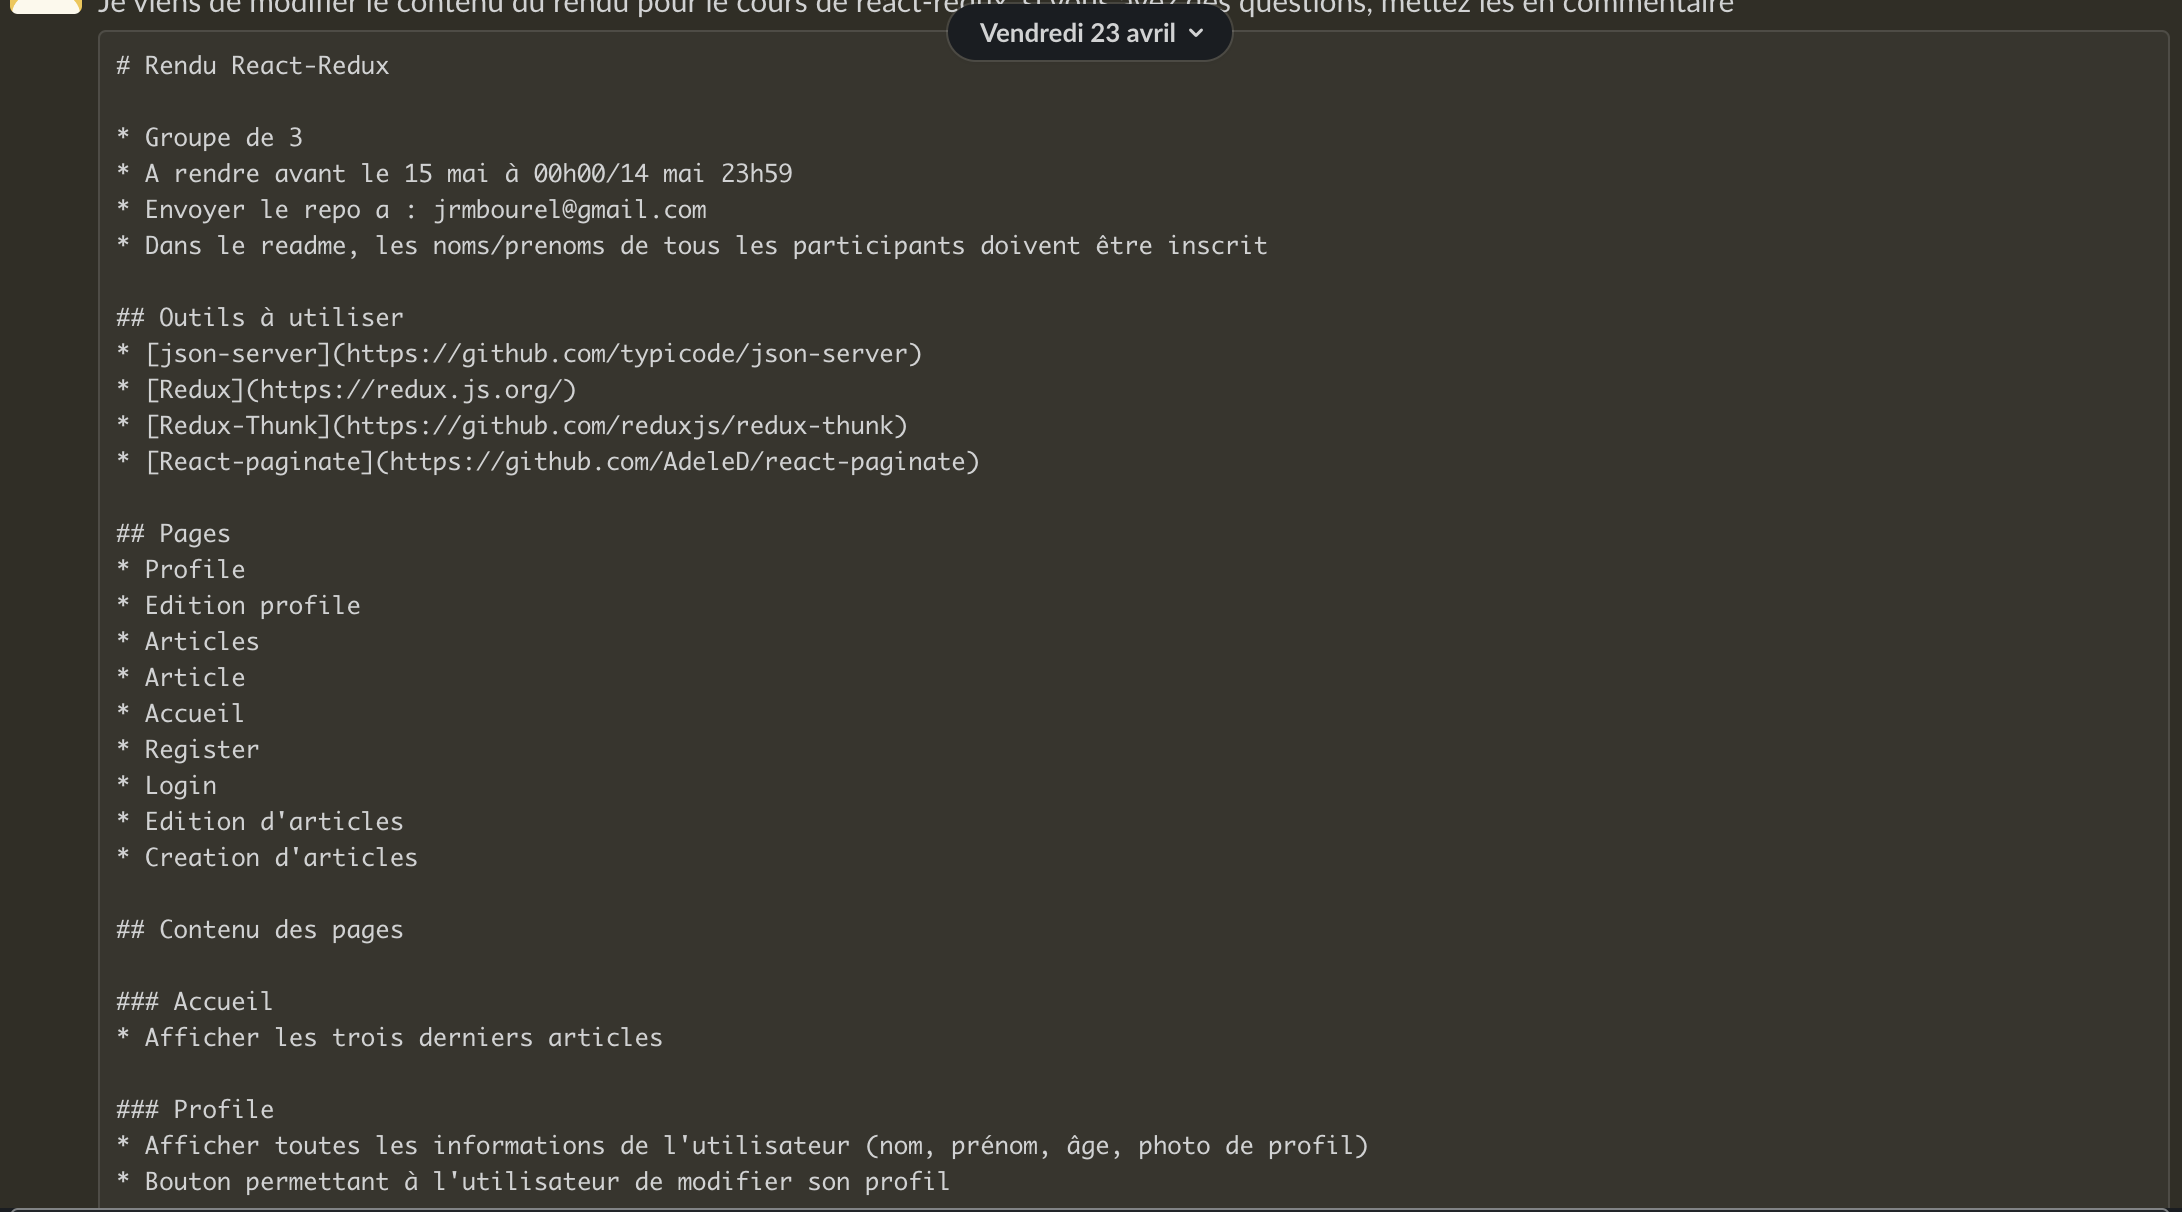 Je viens de modifier le contenu du rendu pour le cours de react-redux, si vous avez des questions, mettez les en commentaire
Vendredi 23 avril
# Rendu React-Redux
* Groupe de 3
* A rendre avant le 15 mai à 00h00/14 mai 23h59
* Envoyer le repo a : jrmbourel@gmail.com
* Dans le readme, les noms/prenoms de tous les participants doivent être inscrit
## Outils à utiliser
* [json-server](https://github.com/typicode/json-server)
* [Redux](https://redux.js.org/)
* [Redux-Thunk](https://github.com/reduxjs/redux-thunk)
* [React-paginate](https://github.com/AdeleD/react-paginate)
## Pages
* Profile
* Edition profile
* Articles
* Article
* Accueil
* Register
* Login
* Edition d'articles
* Creation d'articles
## Contenu des pages
### Accueil
* Afficher les trois derniers articles
### Profile
* Afficher toutes les informations de l'utilisateur (nom, prénom, âge, photo de profil)
* Bouton permettant à l'utilisateur de modifier son profil